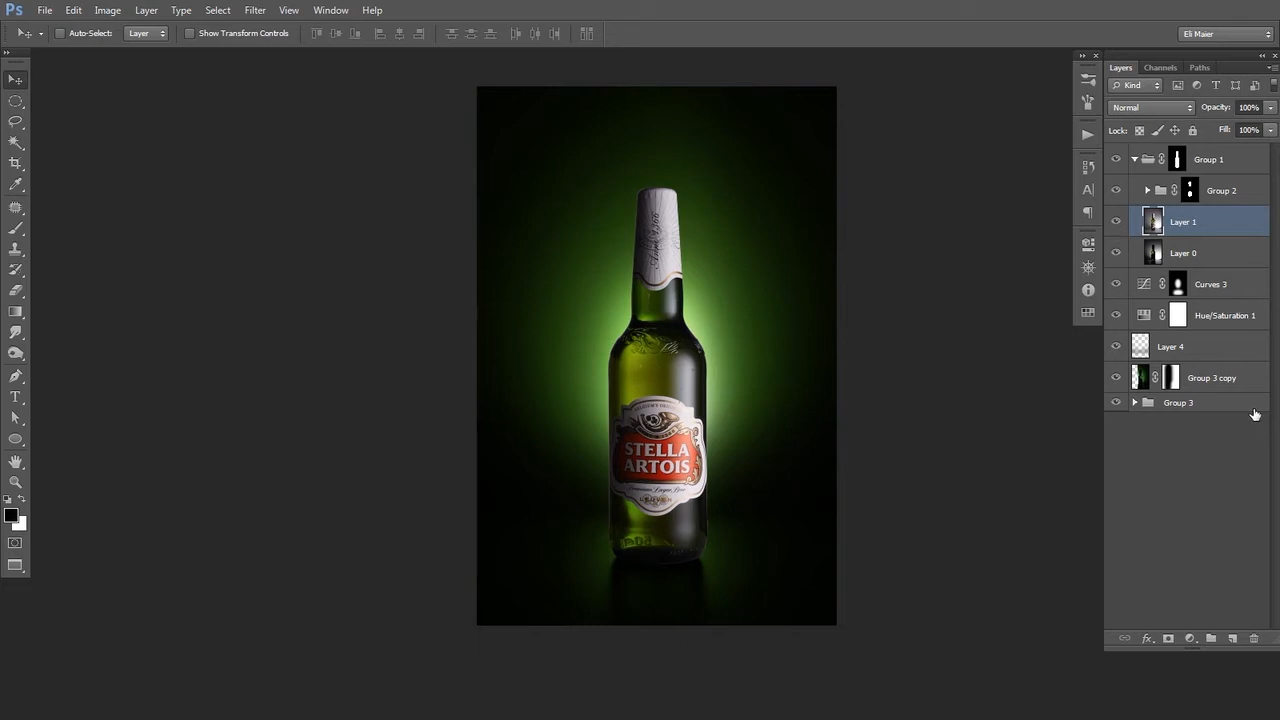 Ps File Edit Image Layer Type Select Filter View Window Help
Auto-Select: Layer Show Transform Controls Eli Maier
Layers Channels Paths
Kind T
Normal Opacity: 100%
Lock: Fill: 100%
Group 1
Group 2
Layer 1
Layer 0
Curves 3
Hue/Saturation 1
Layer 4
Group 3 copy
Group 3
A
T
STELLA
ARTOIS
LEUVEN
fx